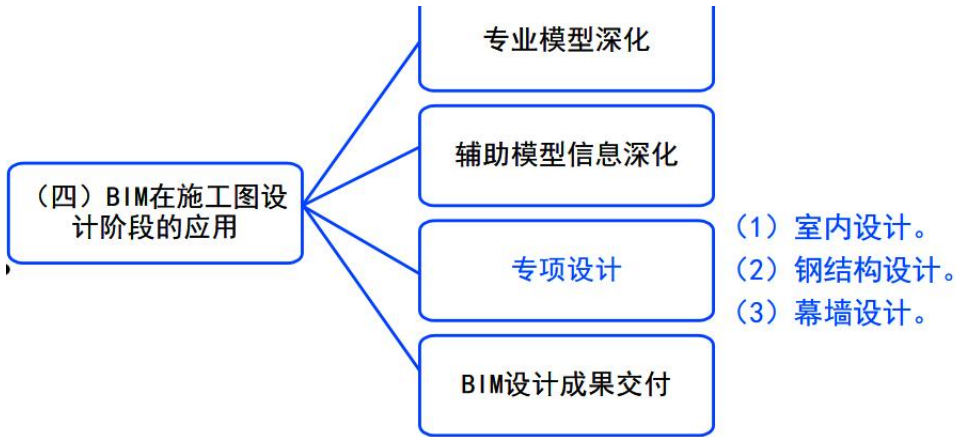 专业模型深化
辅助模型信息深化
（四）BIM在施工图设
计阶段的应用
专项设计
（1）室内设计。
（2）钢结构设计。
（3）幕墙设计。
BIM设计成果交付